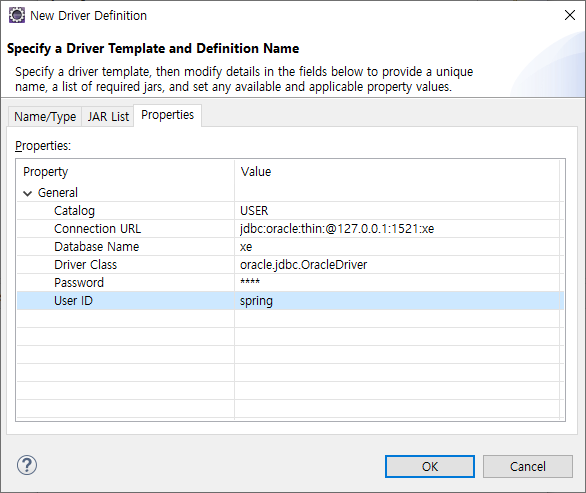 New Driver Definition
Specify a Driver Template and Definition Name
Specify a driver template, then modify details in the fields below to provide a unique
name, a list of required jars, and set any available and applicable property values.
Name/Type JAR List Properties
Properties:
Property Value
General
Catalog USER
Connection URL jdbc:oracle:thin:@127.0.0.1:1521:xe
Database Name xe
Driver Class oracle.jdbc.OracleDriver
Password ****
User ID spring
? OK Cancel